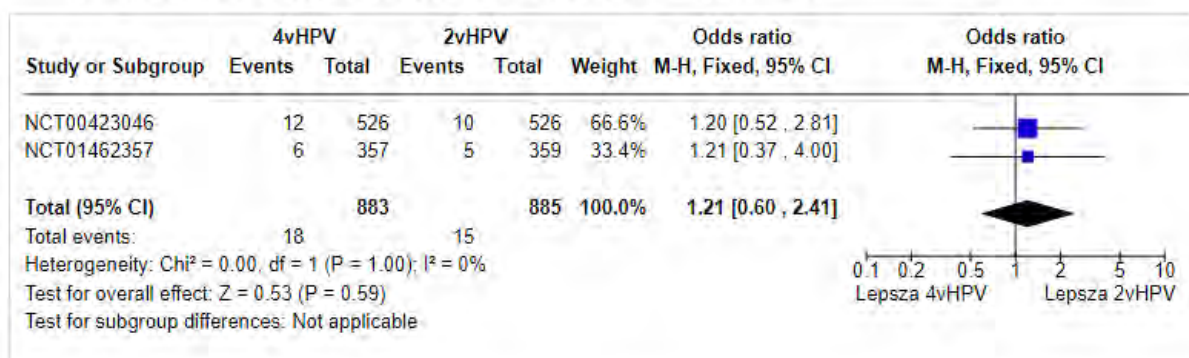 4vHPV 2vHPV Odds ratio Odds ratio
Study or Subgroup Events Total Events Total Weight M-H, Fixed, 95% CI M-H, Fixed, 95% CI
NCT00423046 12 526 10 526 66.6% 1.20 [0.52 , 2.81]
NCT01462357 6 357 5 359 33.4% 1.21 [0.37 , 4.00]
Total (95% CI) 883 885 100.0% 1.21 [0.60 , 2.41]
Total events: 18 15
Heterogeneity: Chi² = 0.00, df = 1 (P = 1.00); I² = 0%
Test for overall effect: Z = 0.53 (P = 0.59)
Test for subgroup differences: Not applicable
0.1 0.2 0.5 1 2 5 10
Lepsza 4vHPV Lepsza 2vHPV